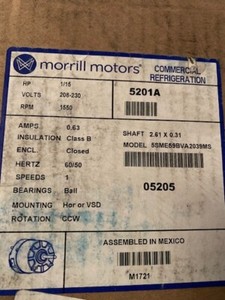 morrill motors
COMMERCIAL
REFRIGERATION
HP 1/15
VOLTS 208-230
RPM 1550
5201A
AMPS 0.63
INSULATION Class B
ENCL. Closed
HERTZ 60/50
SPEEDS 1
BEARINGS Ball
MOUNTING Hor or VSD
ROTATION CCW
SHAFT 2.61 X 0.31
MODEL 5SME59BVA2039MS
05205
ASSEMBLED IN MEXICO
M1721